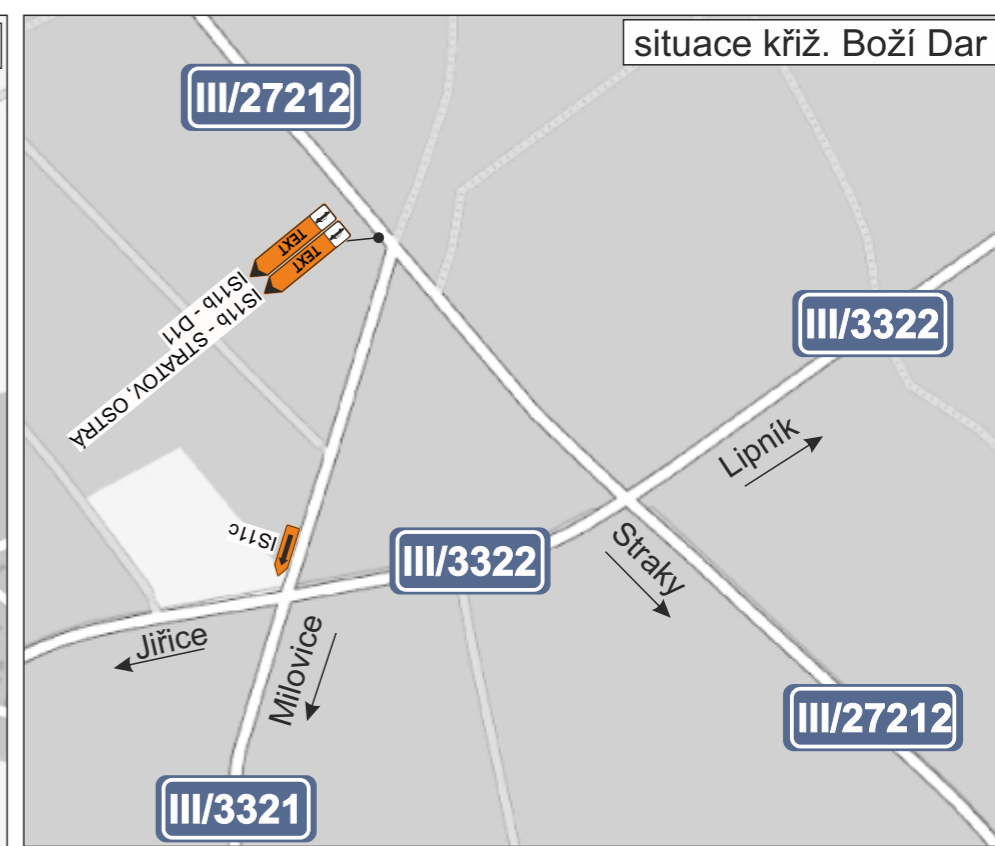 situace křiž. Boží Dar
III/27212
TEXT
TEXT
IS11b - D11
IS11b - STRATOV, OSTRÁ
III/3322
Lipník
IS11c
III/3322
Straky
Jiřice
Milovice
III/27212
III/3321